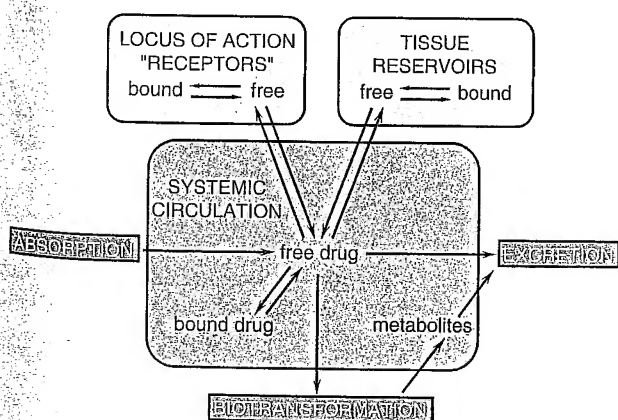 LOCUS OF ACTION
"RECEPTORS"
bound free
TISSUE
RESERVOIRS
free bound
SYSTEMIC
CIRCULATION
ABSORPTION
free drug
EXCRETION
bound drug
metabolites
BIOTRANSFORMATION